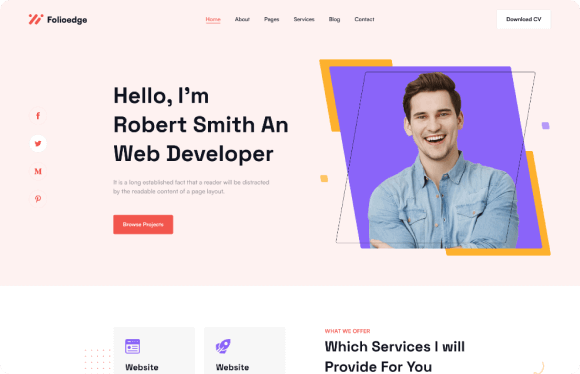 Folioedge
Home About Pages Services Blog Contact
Download CV
Hello, I'm
Robert Smith An
Web Developer
It is a long established fact that a reader will be distracted
by the readable content of a page layout.
Browse Projects
Website
Website
WHAT WE OFFER
Which Services I will
Provide For You